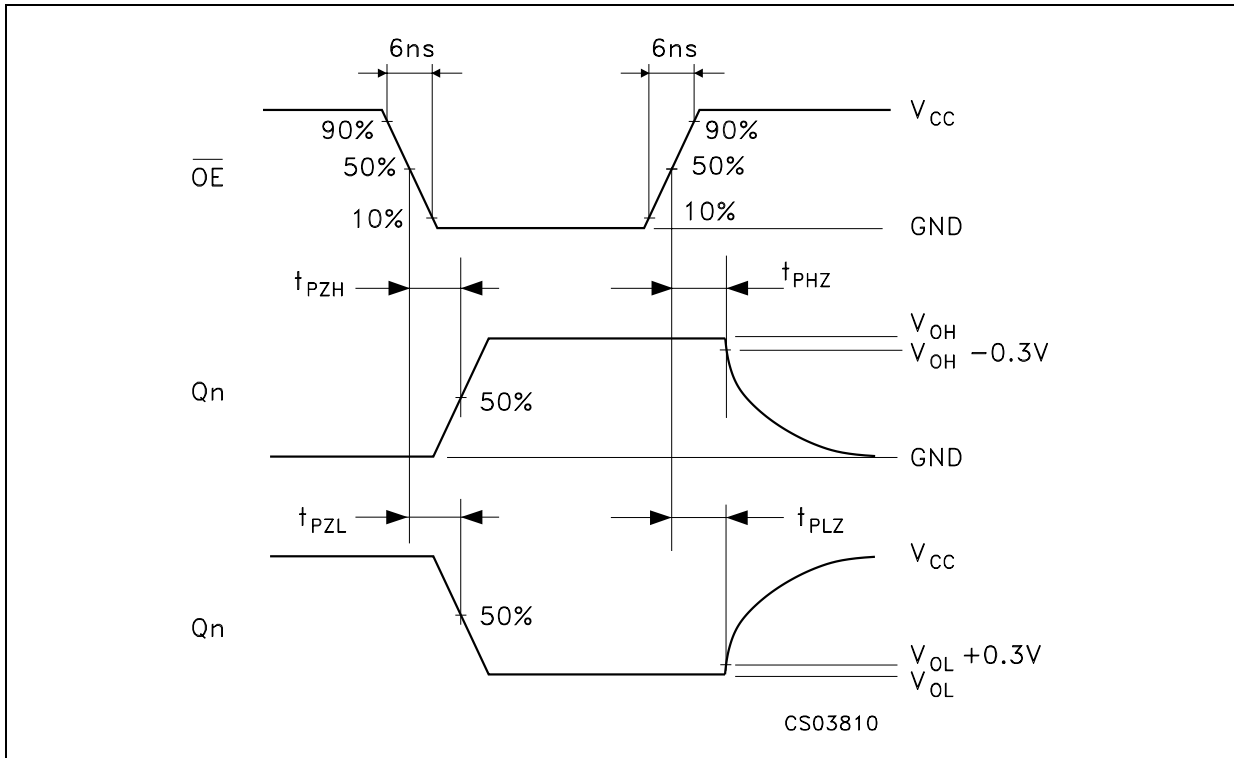 6ns 6ns
90% 90% V_CC
O̅E̅ 50% 50%
10% 10% GND
t_PZH t_PHZ
V_OH
V_OH −0.3V
Qn 50%
GND
t_PZL t_PLZ
V_CC
Qn 50%
V_OL +0.3V
V_OL
CS03810